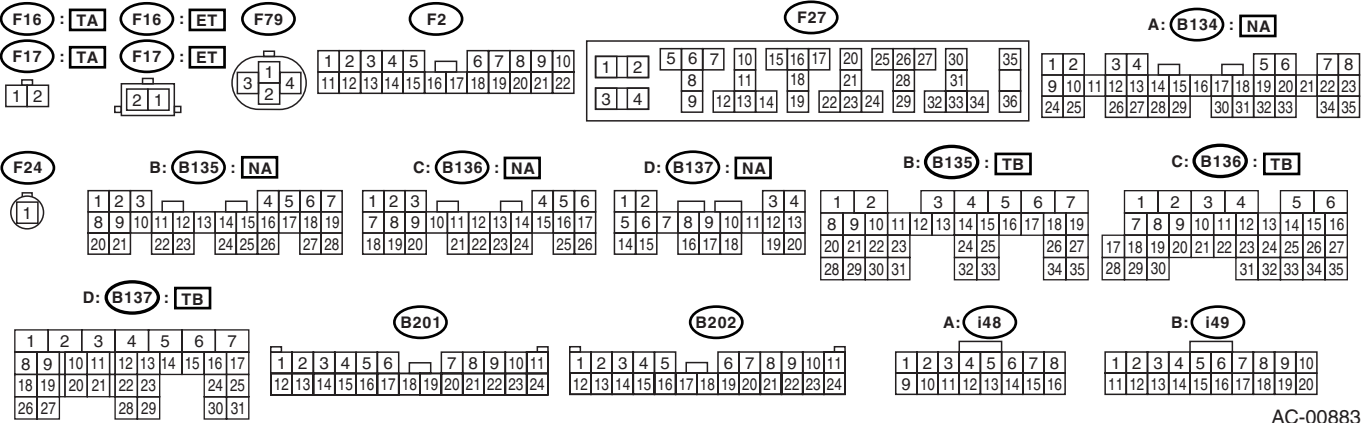 F16 : TA F16 : ET F79 F2 F27 A: B134 : NA
F17 : TA F17 : ET
1 2
2 1
1
3 4
2
1 2 3 4 5 6 7 8 9 10
11 12 13 14 15 16 17 18 19 20 21 22
1 2 5 6 7 10 15 16 17 20 25 26 27 30 35
6 11 18 21 28 31
3 4 8 9 12 13 14 19 22 23 24 29 32 33 34 36
1 2 3 4 5 6 7 8
9 10 11 12 13 14 15 16 17 18 19 20 21 22 23
24 25 26 27 28 29 30 31 32 33 34 35
F24 B: B135 : NA C: B136 : NA D: B137 : NA B: B135 : TB C: B136 : TB
1
1 2 3 4 5 6 7
8 9 10 11 12 13 14 15 16 17 18 19
20 21 22 23 24 25 26 27 28
1 2 3 4 5 6
7 8 9 10 11 12 13 14 15 16 17
18 19 20 21 22 23 24 25 26
1 2 3 4
5 6 7 8 9 10 11 12 13
14 15 16 17 18 19 20
1 2 3 4 5 6 7
8 9 10 11 12 13 14 15 16 17 18 19
20 21 22 23 24 25 26 27
28 29 30 31 32 33 34 35
1 2 3 4 5 6
7 8 9 10 11 12 13 14 15 16
17 18 19 20 21 22 23 24 25 26 27
28 29 30 31 32 33 34 35
D: B137 : TB B201 B202 A: i48 B: i49
1 2 3 4 5 6 7
8 9 10 11 12 13 14 15 16 17
18 19 20 21 22 23 24 25
26 27 28 29 30 31
1 2 3 4 5 6 7 8 9 10 11
12 13 14 15 16 17 18 19 20 21 22 23 24
1 2 3 4 5 6 7 8 9 10 11
12 13 14 15 16 17 18 19 20 21 22 23 24
1 2 3 4 5 6 7 8
9 10 11 12 13 14 15 16
1 2 3 4 5 6 7 8 9 10
11 12 13 14 15 16 17 18 19 20
AC-00883